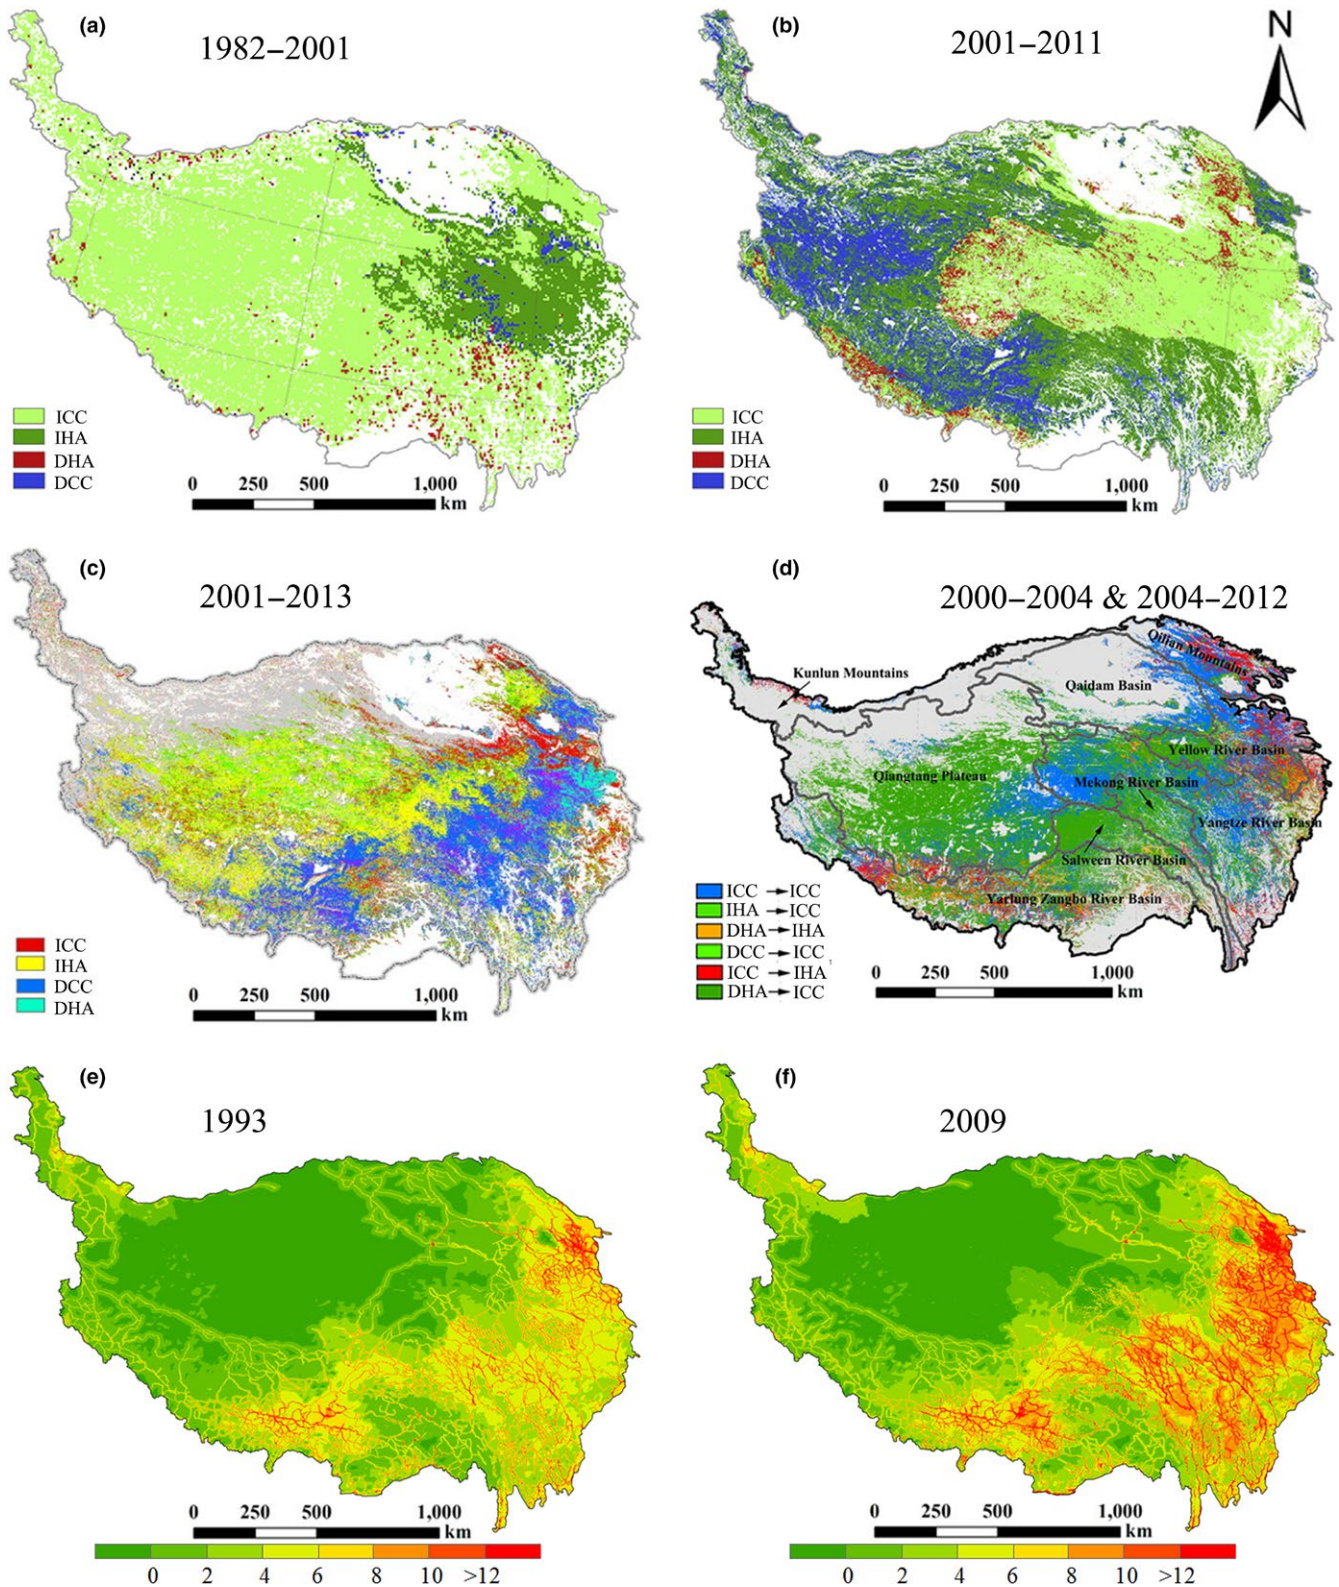 (a)
1982–2001
ICC
IHA
DHA
DCC
0 250 500 1,000
km
(b)
2001–2011
N
ICC
IHA
DHA
DCC
0 250 500 1,000
km
(c)
2001–2013
ICC
IHA
DCC
DHA
0 250 500 1,000
km
(d)
2000–2004 & 2004–2012
Qilian Mountains
Kunlun Mountains
Qaidam Basin
Yellow River Basin
Qiangtang Plateau
Mekong River Basin
Yangtze River Basin
Salween River Basin
Yarlung Zangbo River Basin
ICC → ICC
IHA → ICC
DHA → IHA
DCC → ICC
ICC → IHA
DHA → ICC
0 250 500 1,000
km
(e)
1993
0 250 500 1,000
km
0 2 4 6 8 10 >12
(f)
2009
0 250 500 1,000
km
0 2 4 6 8 10 >12